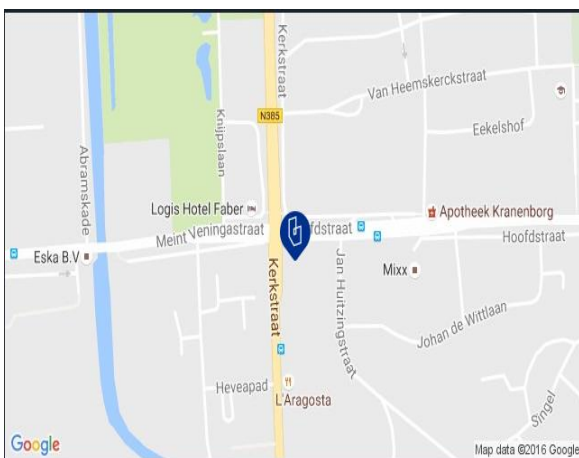 Kerkstraat
Van Heemskerckstraat
N385
Eekelshof
Knijpslaan
Abramskade
Logis Hotel Faber
Apotheek Kranenborg
Meint Veningastraat
fdstraat
Hoofdstraat
Eska B.V
Mixx
Kerkstraat
Jan Huitzingstraat
Johan de Wittlaan
Heveapad
L'Aragosta
Singel
Google
Map data ©2016 Google